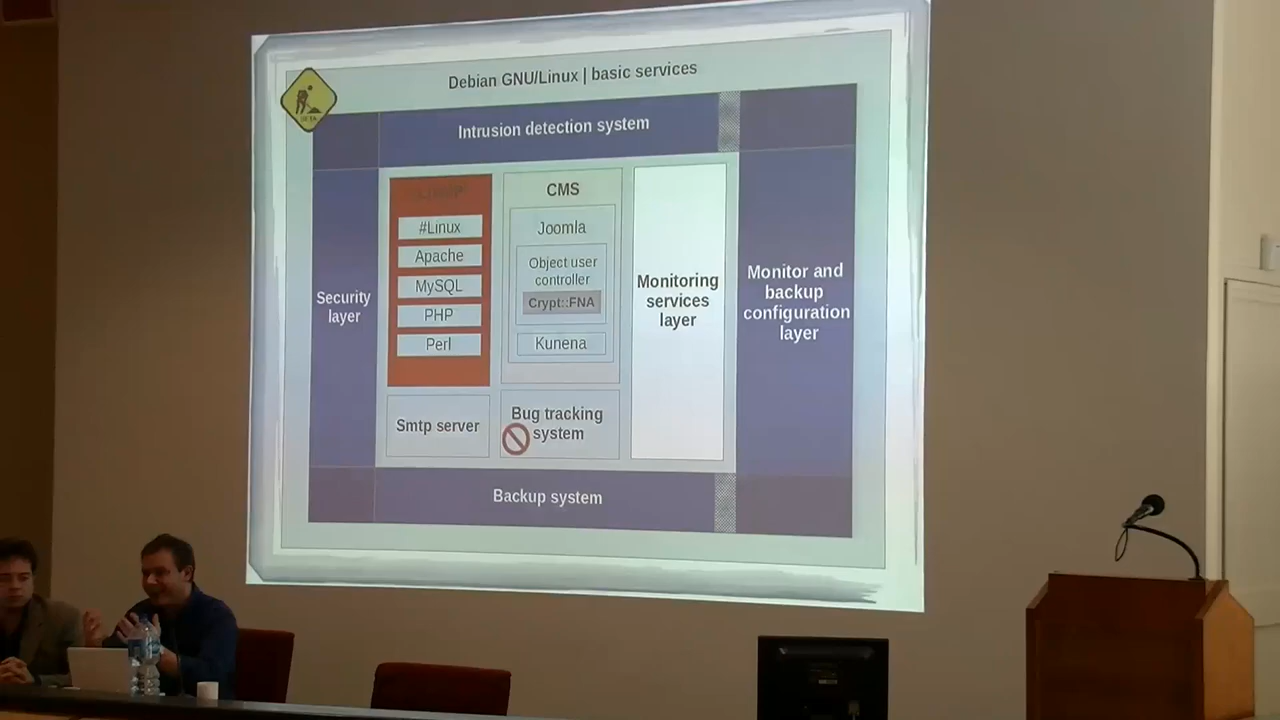 Debian GNU/Linux | basic services
BETA
Intrusion detection system
Security
layer
#Linux
Apache
MySQL
PHP
Perl
CMS
Joomla
Object user
controller
Crypt::FNA
Kunena
Smtp server
Bug tracking
system
Monitoring
services
layer
Monitor and
backup
configuration
layer
Backup system